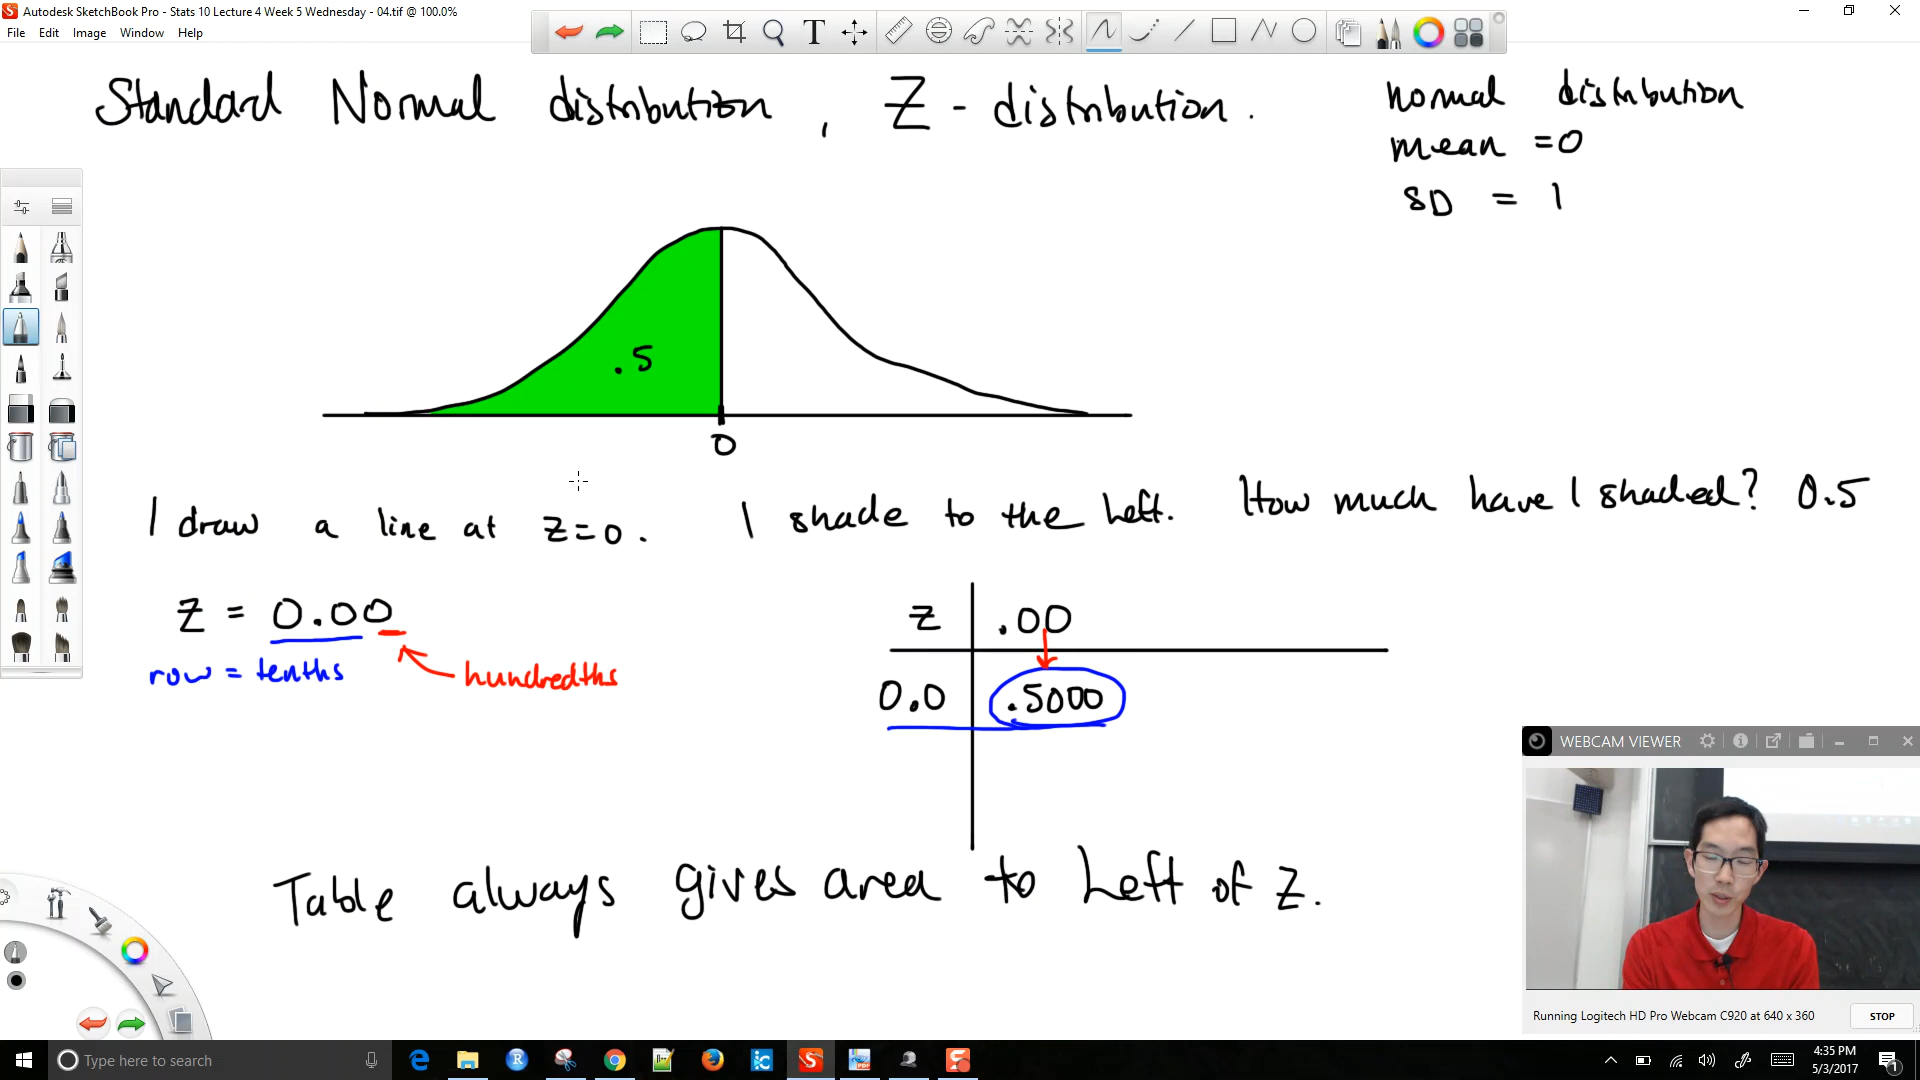 Autodesk SketchBook Pro - Stats 10 Lecture 4 Week 5 Wednesday - 04.tif @ 100.0%
File Edit Image Window Help
Standard Normal distribution, Z - distribution.
normal distribution
mean = 0
SD = 1
.5
0
I draw a line at z=0. I shade to the left. How much have I shaded? 0.5
Z = 0.00
row = tenths
hundredths
Z .00
0.0 .5000
Table always gives area to left of Z.
WEBCAM VIEWER
Running Logitech HD Pro Webcam C920 at 640 x 360
STOP
Type here to search
4:35 PM
5/3/2017